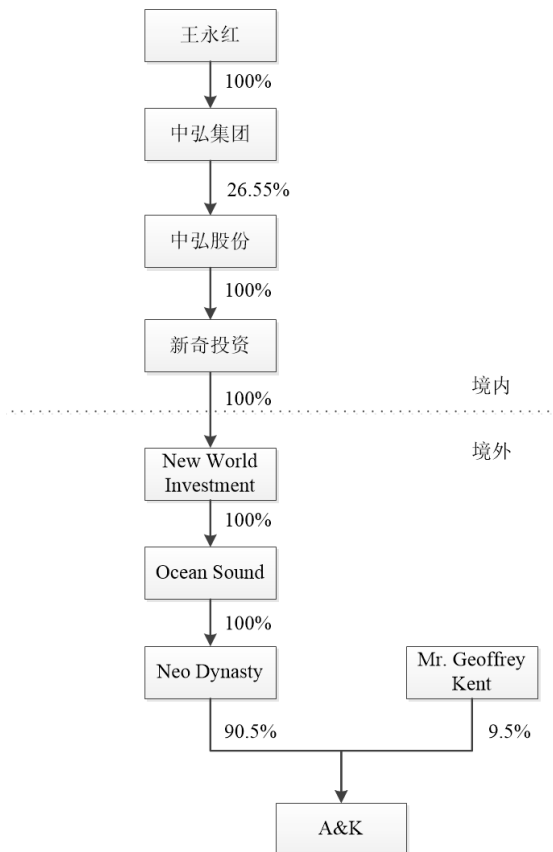 王永红
100%
中弘集团
26.55%
中弘股份
100%
新奇投资
境内
100%
境外
New World
Investment
100%
Ocean Sound
100%
Neo Dynasty
Mr. Geoffrey
Kent
90.5%
9.5%
A&K